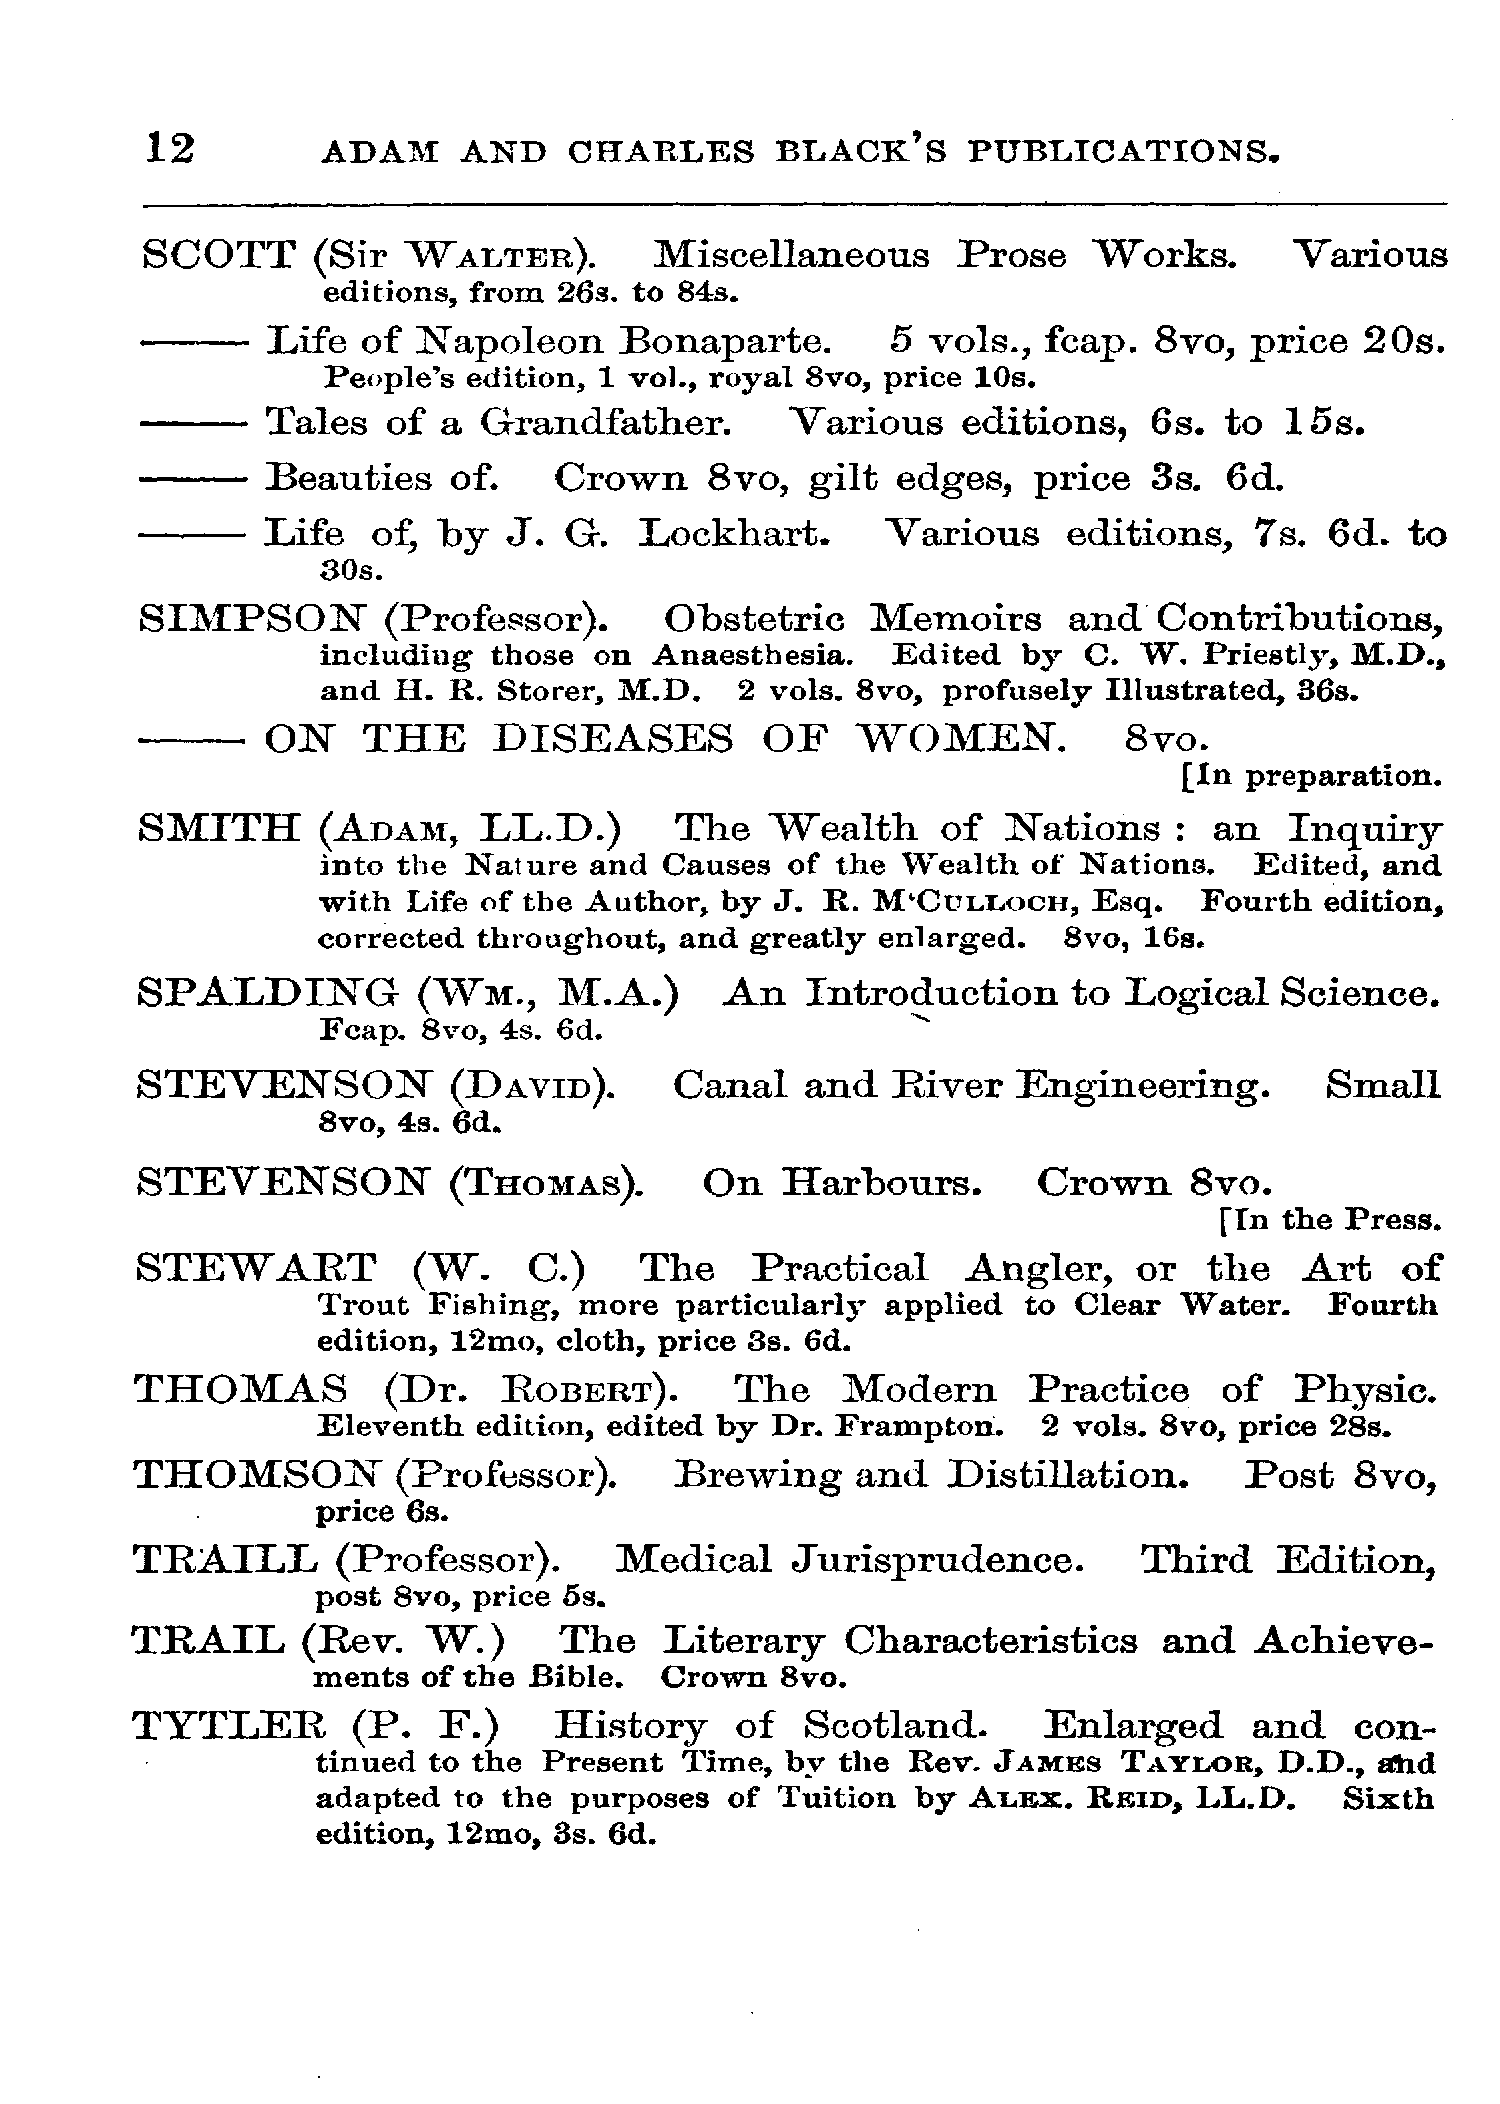 12 ADAM AND CHARLES BLACK'S PUBLICATIONS.
SCOTT (Sir WALTER). Miscellaneous Prose Works. Various
editions, from 26s. to 84s.
—— Life of Napoleon Bonaparte. 5 vols., fcap. 8vo, price 20s.
People's edition, 1 vol., royal 8vo, price 10s.
—— Tales of a Grandfather. Various editions, 6s. to 15s.
—— Beauties of. Crown 8vo, gilt edges, price 3s. 6d.
—— Life of, by J. G. Lockhart. Various editions, 7s. 6d. to
30s.
SIMPSON (Professor). Obstetric Memoirs and Contributions,
including those on Anaesthesia. Edited by C. W. Priestly, M.D.,
and H. R. Storer, M.D. 2 vols. 8vo, profusely Illustrated, 36s.
—— ON THE DISEASES OF WOMEN. 8vo.
[In preparation.
SMITH (ADAM, LL.D.) The Wealth of Nations : an Inquiry
into the Nature and Causes of the Wealth of Nations. Edited, and
with Life of the Author, by J. R. M‘CULLOCH, Esq. Fourth edition,
corrected throughout, and greatly enlarged. 8vo, 16s.
SPALDING (WM., M.A.) An Introduction to Logical Science.
Fcap. 8vo, 4s. 6d.
STEVENSON (DAVID). Canal and River Engineering. Small
8vo, 4s. 6d.
STEVENSON (THOMAS). On Harbours. Crown 8vo.
[In the Press.
STEWART (W. C.) The Practical Angler, or the Art of
Trout Fishing, more particularly applied to Clear Water. Fourth
edition, 12mo, cloth, price 3s. 6d.
THOMAS (Dr. ROBERT). The Modern Practice of Physic.
Eleventh edition, edited by Dr. Frampton. 2 vols. 8vo, price 28s.
THOMSON (Professor). Brewing and Distillation. Post 8vo,
price 6s.
TRAILL (Professor). Medical Jurisprudence. Third Edition,
post 8vo, price 5s.
TRAIL (Rev. W.) The Literary Characteristics and Achieve-
ments of the Bible. Crown 8vo.
TYTLER (P. F.) History of Scotland. Enlarged and con-
tinued to the Present Time, by the Rev. JAMES TAYLOR, D.D., and
adapted to the purposes of Tuition by ALEX. REID, LL.D. Sixth
edition, 12mo, 3s. 6d.